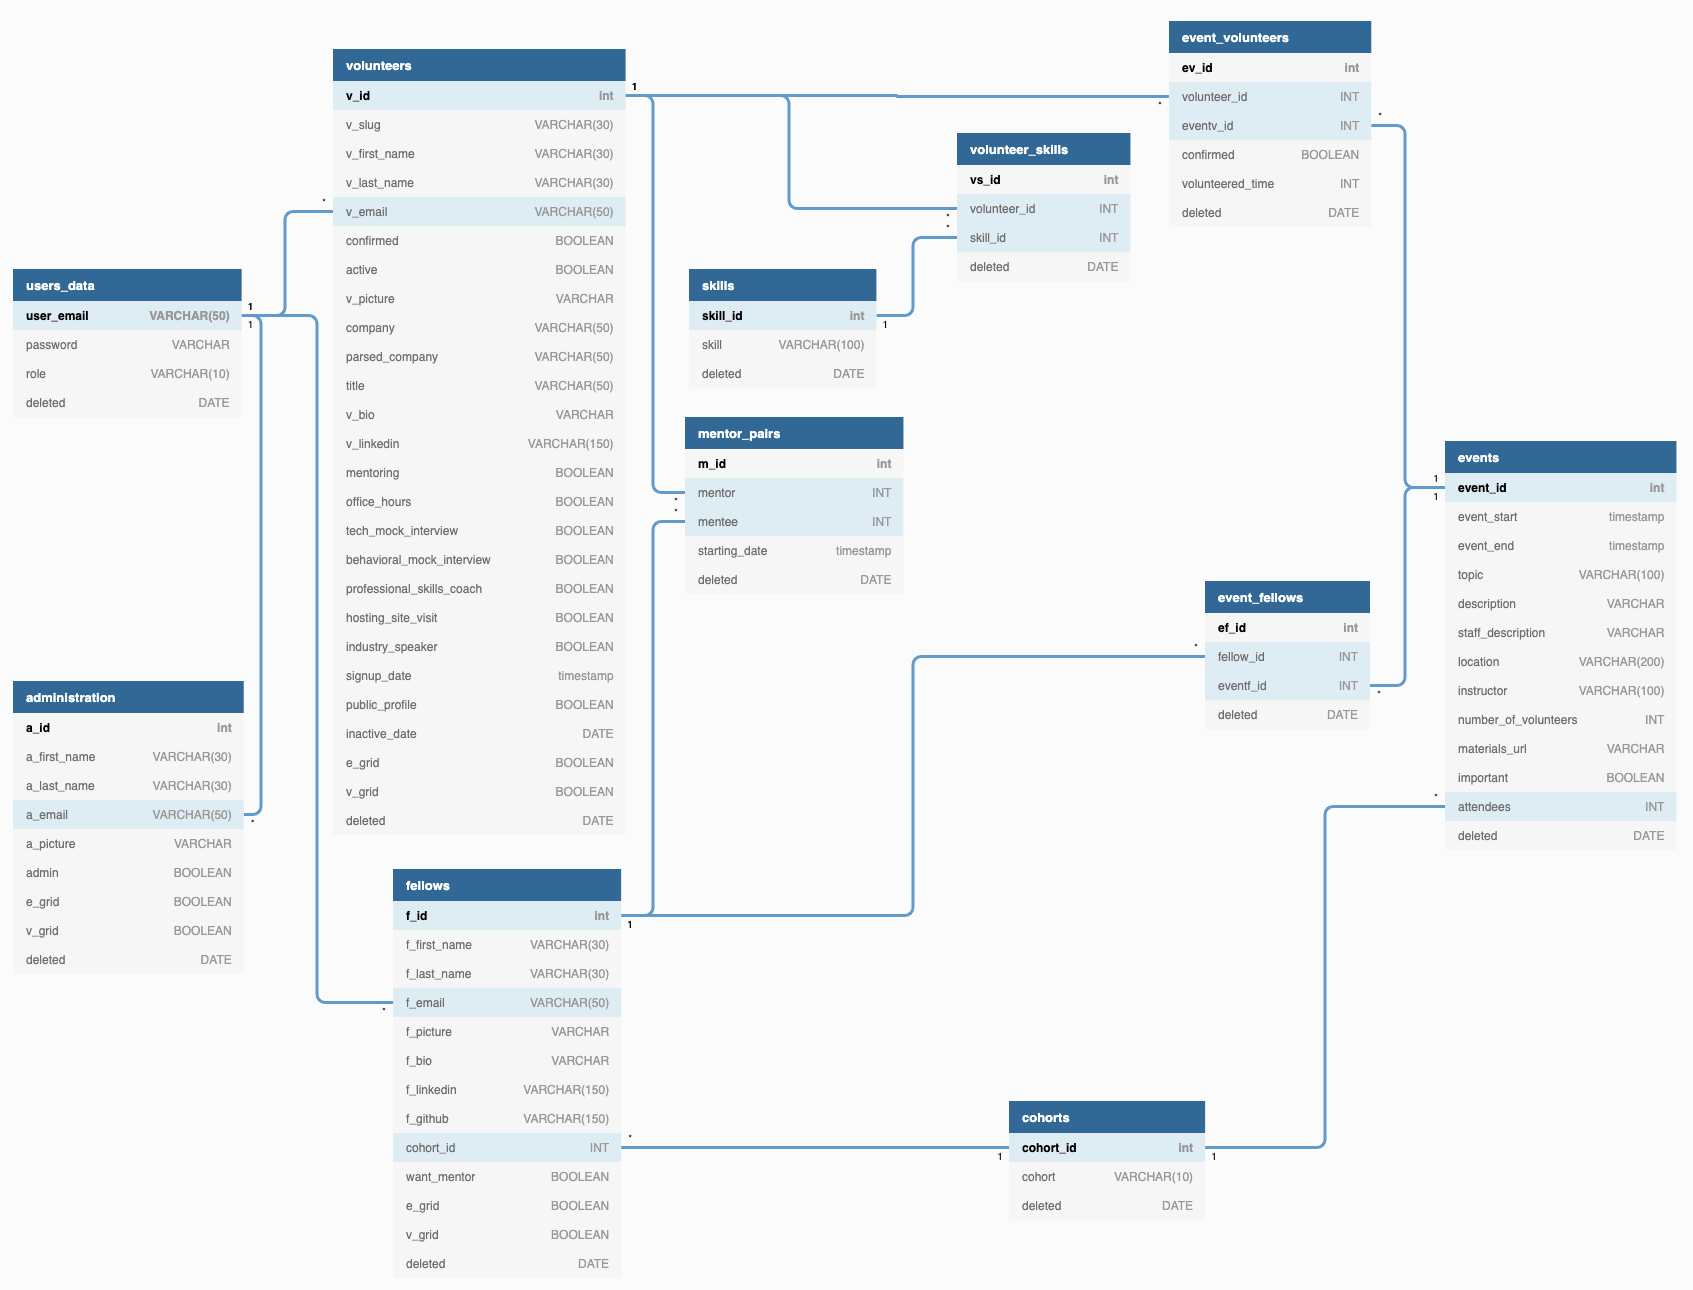 volunteers
v_id int
v_slug VARCHAR(30)
v_first_name VARCHAR(30)
v_last_name VARCHAR(30)
v_email VARCHAR(50)
confirmed BOOLEAN
active BOOLEAN
v_picture VARCHAR
company VARCHAR(50)
parsed_company VARCHAR(50)
title VARCHAR(50)
v_bio VARCHAR
v_linkedin VARCHAR(150)
mentoring BOOLEAN
office_hours BOOLEAN
tech_mock_interview BOOLEAN
behavioral_mock_interview BOOLEAN
professional_skills_coach BOOLEAN
hosting_site_visit BOOLEAN
industry_speaker BOOLEAN
signup_date timestamp
public_profile BOOLEAN
inactive_date DATE
e_grid BOOLEAN
v_grid BOOLEAN
deleted DATE
1
*
event_volunteers
ev_id int
volunteer_id INT
eventv_id INT
confirmed BOOLEAN
volunteered_time INT
deleted DATE
*
*
volunteer_skills
vs_id int
volunteer_id INT
skill_id INT
deleted DATE
*
*
users_data
user_email VARCHAR(50)
password VARCHAR
role VARCHAR(10)
deleted DATE
1
1
skills
skill_id int
skill VARCHAR(100)
deleted DATE
1
mentor_pairs
m_id int
mentor INT
mentee INT
starting_date timestamp
deleted DATE
*
*
events
event_id int
event_start timestamp
event_end timestamp
topic VARCHAR(100)
description VARCHAR
staff_description VARCHAR
location VARCHAR(200)
instructor VARCHAR(100)
number_of_volunteers INT
materials_url VARCHAR
important BOOLEAN
attendees INT
deleted DATE
1
1
*
event_fellows
ef_id int
fellow_id INT
eventf_id INT
deleted DATE
*
*
administration
a_id int
a_first_name VARCHAR(30)
a_last_name VARCHAR(30)
a_email VARCHAR(50)
a_picture VARCHAR
admin BOOLEAN
e_grid BOOLEAN
v_grid BOOLEAN
deleted DATE
*
fellows
f_id int
f_first_name VARCHAR(30)
f_last_name VARCHAR(30)
f_email VARCHAR(50)
f_picture VARCHAR
f_bio VARCHAR
f_linkedin VARCHAR(150)
f_github VARCHAR(150)
cohort_id INT
want_mentor BOOLEAN
e_grid BOOLEAN
v_grid BOOLEAN
deleted DATE
1
*
*
cohorts
cohort_id int
cohort VARCHAR(10)
deleted DATE
1
1